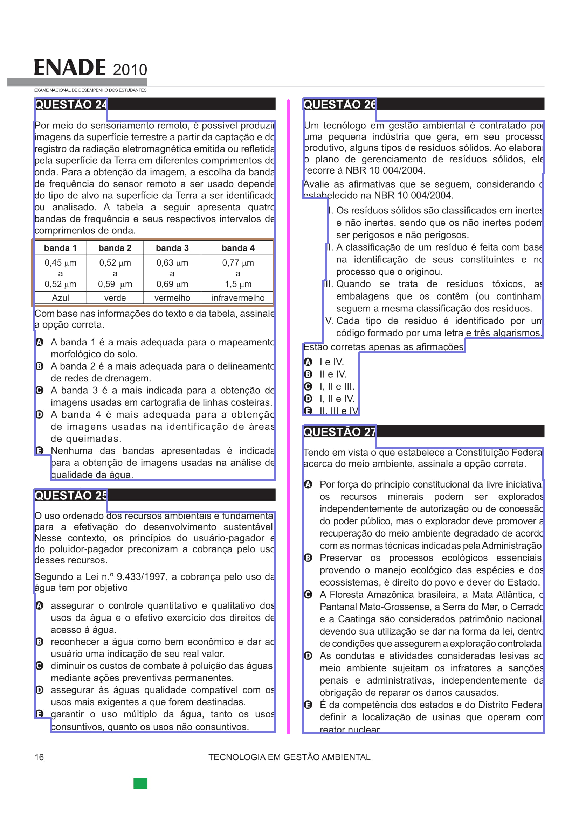 ENADE 2010
EXAME NACIONAL DE DESEMPENHO DOS ESTUDANTES
QUESTÃO 24
Por meio do sensoriamento remoto, é possível produzir
imagens da superfície terrestre a partir da captação e do
registro da radiação eletromagnética emitida ou refletida
pela superfície da Terra em diferentes comprimentos de
onda. Para a obtenção da imagem, a escolha da banda
de frequência do sensor remoto a ser usado depende
do tipo de alvo na superfície da Terra a ser identificado
ou analisado. A tabela a seguir apresenta quatro
bandas de frequência e seus respectivos intervalos de
comprimentos de onda.
banda 1 banda 2 banda 3 banda 4
0,45 μm 0,52 μm 0,63 μm 0,77 μm
a a a a
0,52 μm 0,59 μm 0,69 μm 1,5 μm
Azul verde vermelho infravermelho
Com base nas informações do texto e da tabela, assinale
a opção correta.
A A banda 1 é a mais adequada para o mapeamento
morfológico do solo.
B A banda 2 é a mais adequada para o delineamento
de redes de drenagem.
C A banda 3 é a mais indicada para a obtenção de
imagens usadas em cartografia de linhas costeiras.
D A banda 4 é mais adequada para a obtenção
de imagens usadas na identificação de áreas
de queimadas.
E Nenhuma das bandas apresentadas é indicada
para a obtenção de imagens usadas na análise de
qualidade da água.
QUESTÃO 25
O uso ordenado dos recursos ambientais é fundamental
para a efetivação do desenvolvimento sustentável.
Nesse contexto, os princípios do usuário-pagador e
do poluidor-pagador preconizam a cobrança pelo uso
desses recursos.
Segundo a Lei n.º 9.433/1997, a cobrança pelo uso da
água tem por objetivo
A assegurar o controle quantitativo e qualitativo dos
usos da água e o efetivo exercício dos direitos de
acesso à água.
B reconhecer a água como bem econômico e dar ao
usuário uma indicação de seu real valor.
C diminuir os custos de combate à poluição das águas,
mediante ações preventivas permanentes.
D assegurar às águas qualidade compatível com os
usos mais exigentes a que forem destinadas.
E garantir o uso múltiplo da água, tanto os usos
consuntivos, quanto os usos não consuntivos.
QUESTÃO 26
Um tecnólogo em gestão ambiental é contratado por
uma pequena indústria que gera, em seu processo
produtivo, alguns tipos de resíduos sólidos. Ao elaborar
o plano de gerenciamento de resíduos sólidos, ele
recorre à NBR 10 004/2004.
Avalie as afirmativas que se seguem, considerando o
estabelecido na NBR 10 004/2004.
I. Os resíduos sólidos são classificados em inertes
e não inertes, sendo que os não inertes podem
ser perigosos e não perigosos.
II. A classificação de um resíduo é feita com base
na identificação de seus constituintes e no
processo que o originou.
III. Quando se trata de resíduos tóxicos, as
embalagens que os contêm (ou continham)
seguem a mesma classificação dos resíduos.
IV. Cada tipo de resíduo é identificado por um
código formado por uma letra e três algarismos.
Estão corretas apenas as afirmações
A I e IV.
B II e IV.
C I, II e III.
D I, II e IV.
E II, III e IV.
QUESTÃO 27
Tendo em vista o que estabelece a Constituição Federal
acerca do meio ambiente, assinale a opção correta.
A Por força do princípio constitucional da livre iniciativa,
os recursos minerais podem ser explorados
independentemente de autorização ou de concessão
do poder público, mas o explorador deve promover a
recuperação do meio ambiente degradado de acordo
com as normas técnicas indicadas pela Administração.
B Preservar os processos ecológicos essenciais,
provendo o manejo ecológico das espécies e dos
ecossistemas, é direito do povo e dever do Estado.
C A Floresta Amazônica brasileira, a Mata Atlântica, o
Pantanal Mato-Grossense, a Serra do Mar, o Cerrado
e a Caatinga são considerados patrimônio nacional,
devendo sua utilização se dar na forma da lei, dentro
de condições que assegurem a exploração controlada.
D As condutas e atividades consideradas lesivas ao
meio ambiente sujeitam os infratores a sanções
penais e administrativas, independentemente da
obrigação de reparar os danos causados.
E É da competência dos estados e do Distrito Federal
definir a localização de usinas que operam com
reator nuclear.
16
TECNOLOGIA EM GESTÃO AMBIENTAL